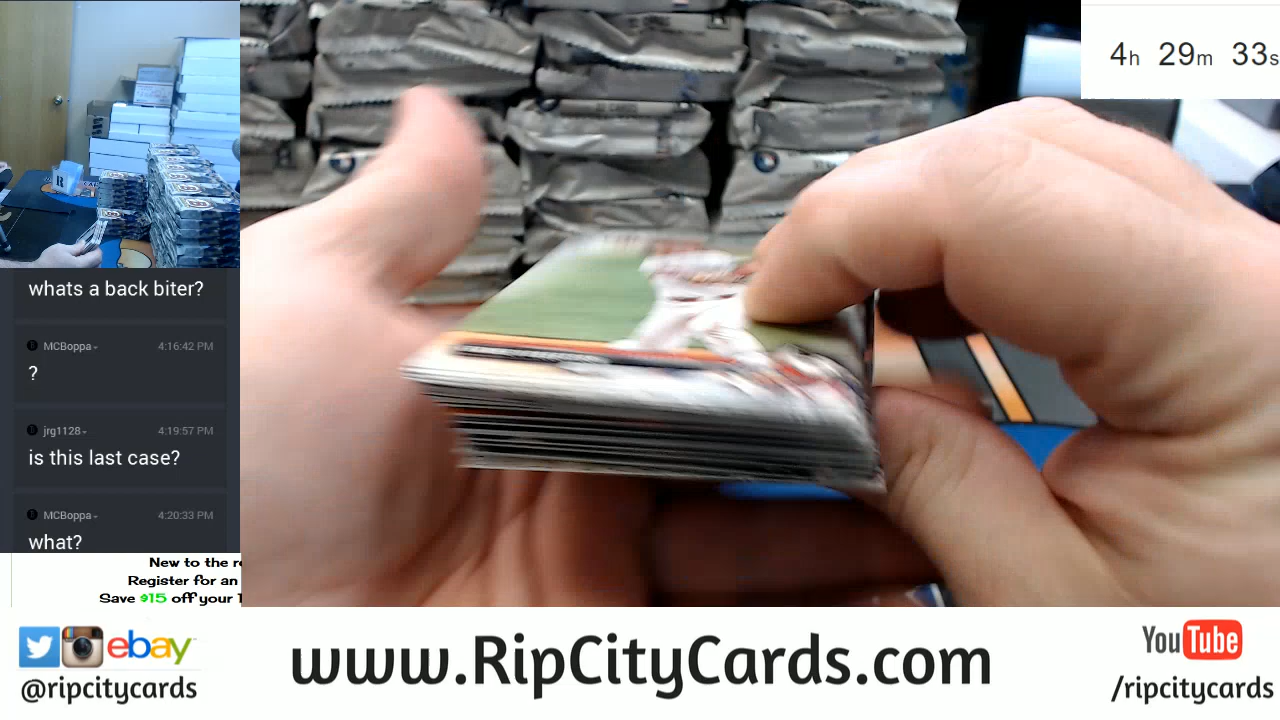 4h 29m 33s
whats a back biter?
MCBoppa 4:16:42 PM
?
jrg1128 4:19:57 PM
is this last case?
MCBoppa 4:20:33 PM
what?
New to the
Register for an
Save $15 off your
ebay
@ripcitycards
www.RipCityCards.com
YouTube
/ripcitycards